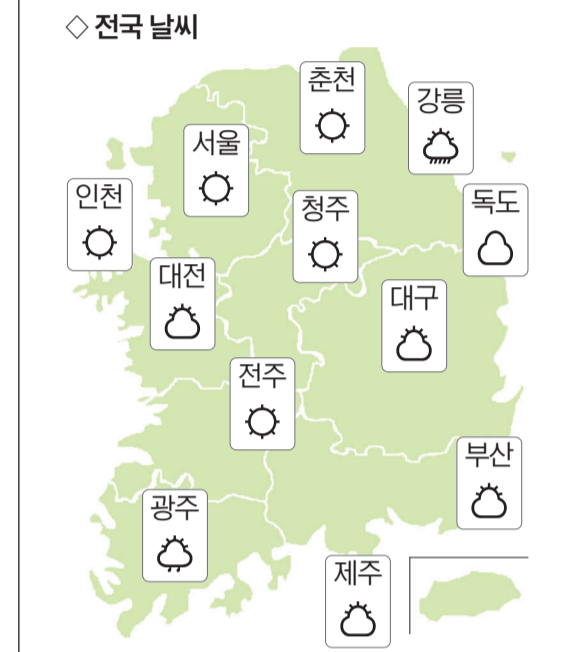 ◇ 전국 날씨
춘천
강릉
서울
인천
청주
독도
대전
대구
전주
부산
광주
제주